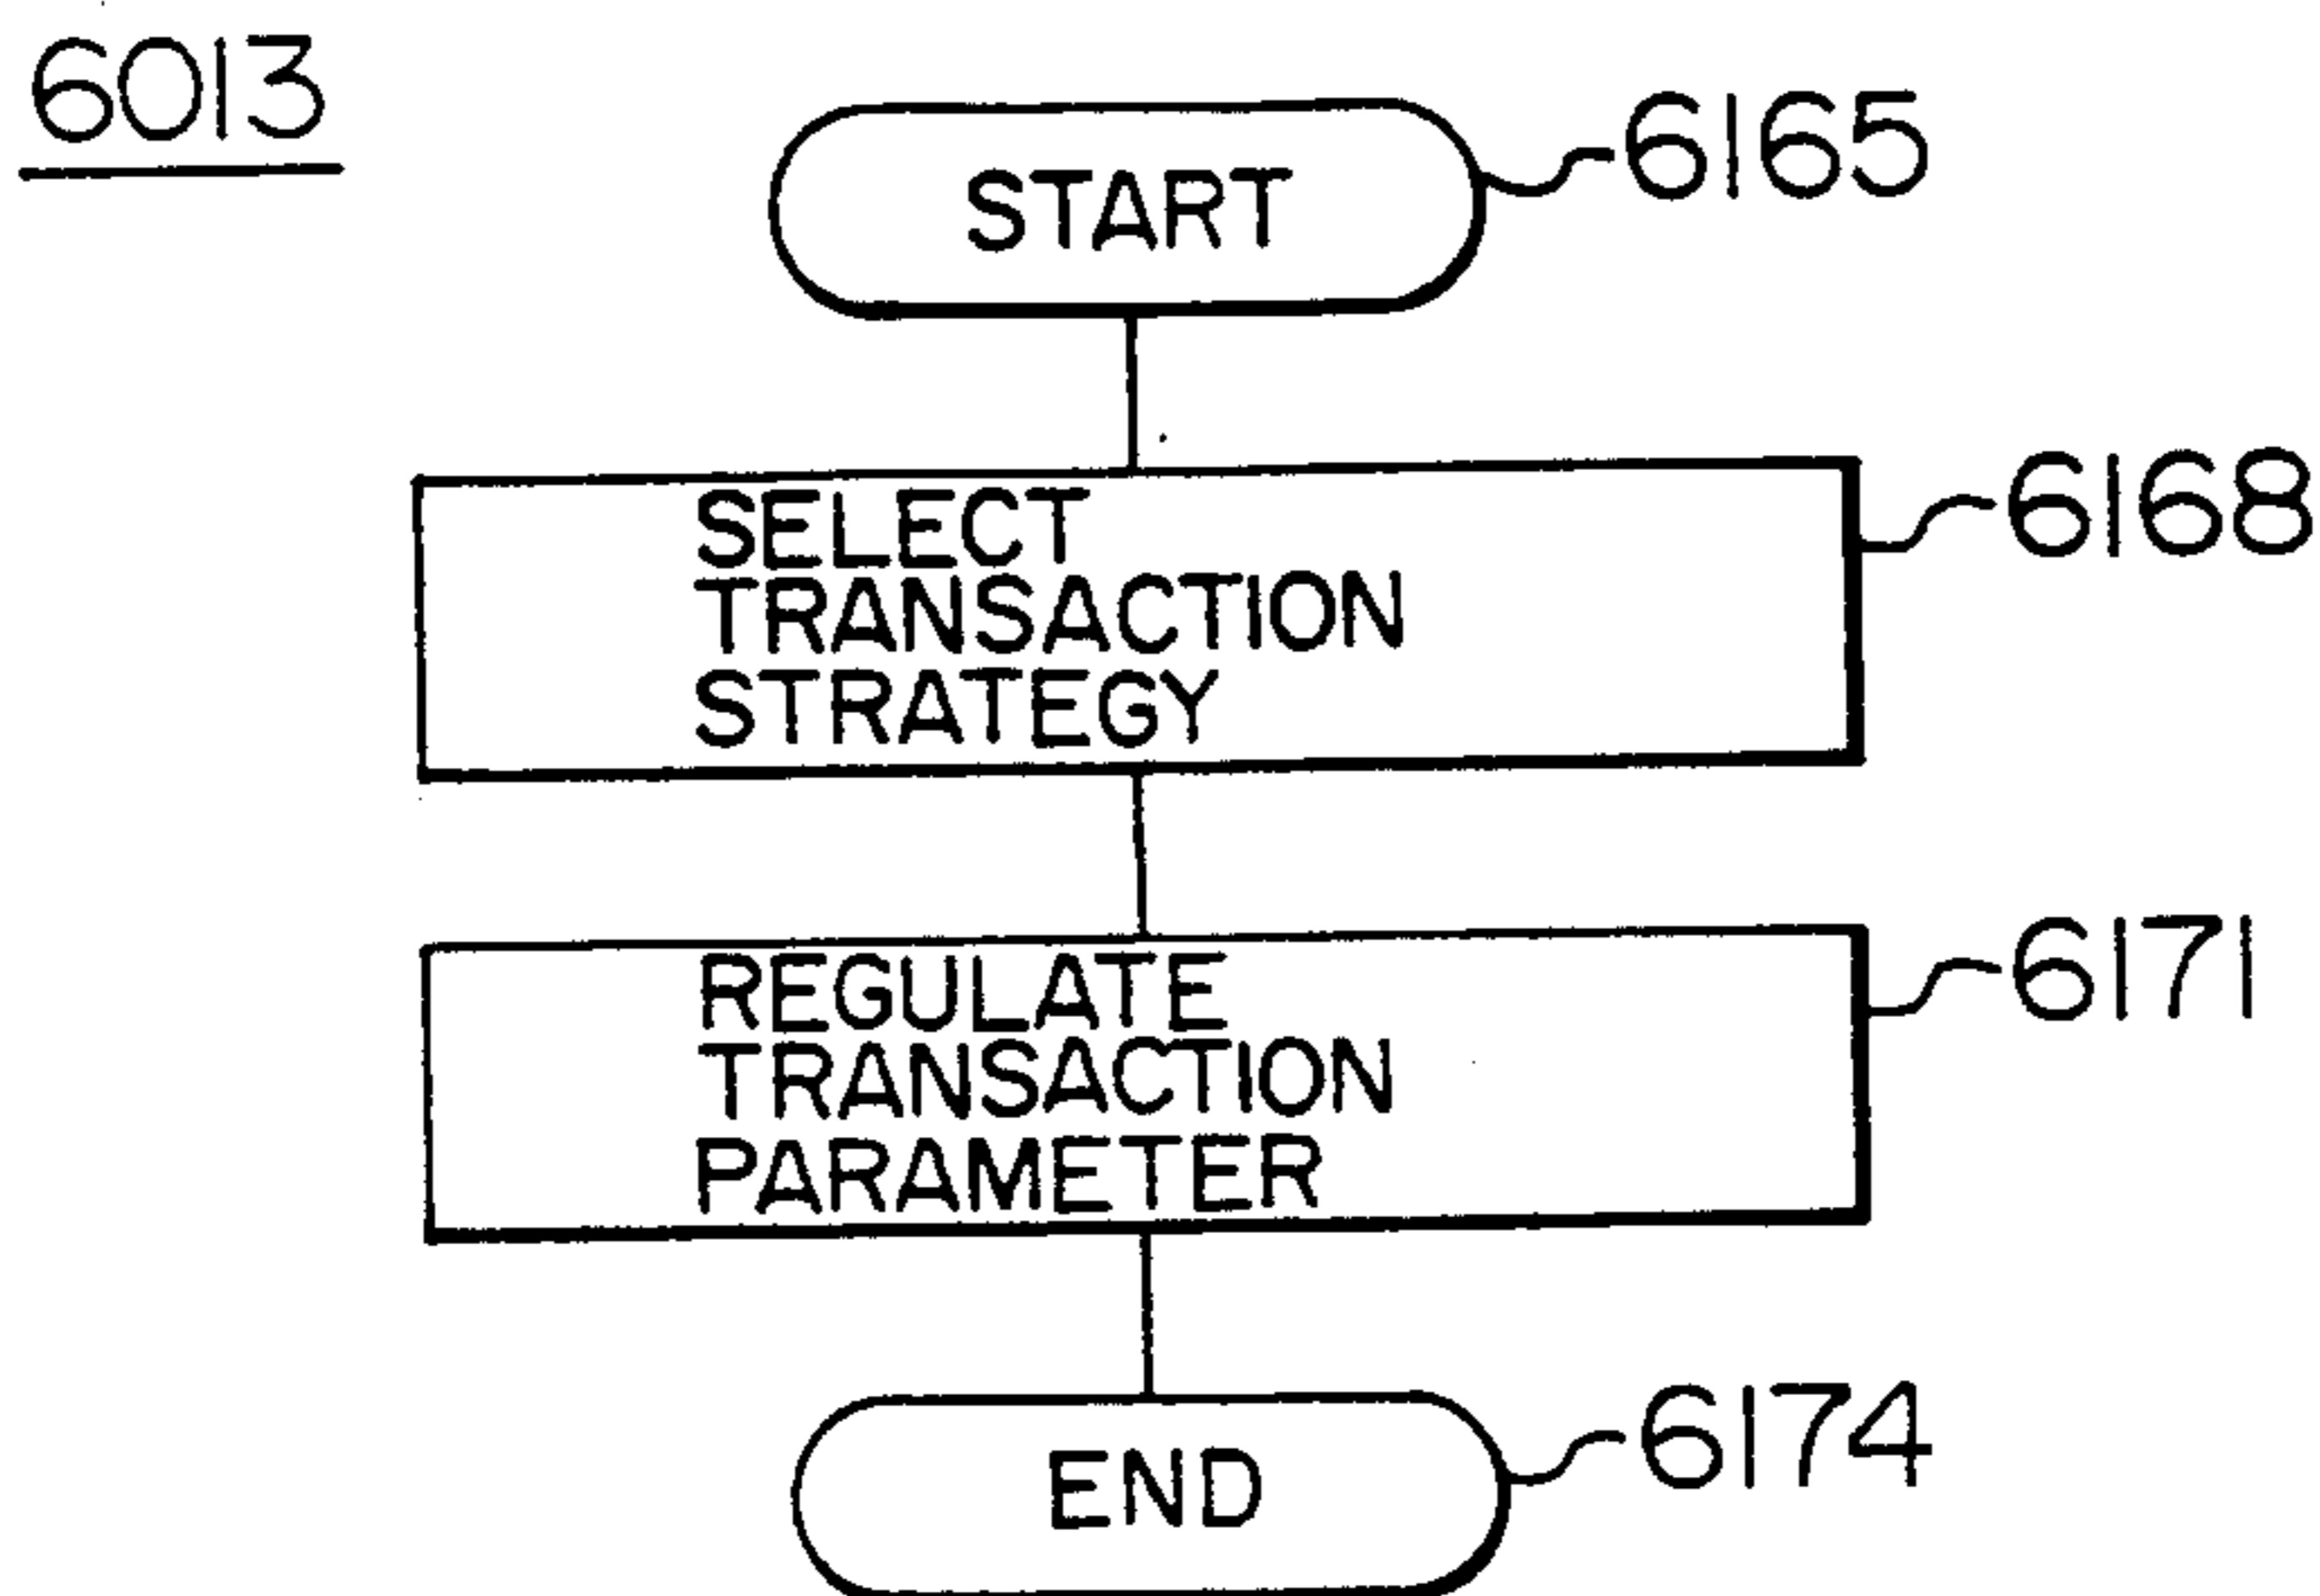 6013
START
6165
SELECT
TRANSACTION
STRATEGY
6168
REGULATE
TRANSACTION
PARAMETER
6171
END
6174